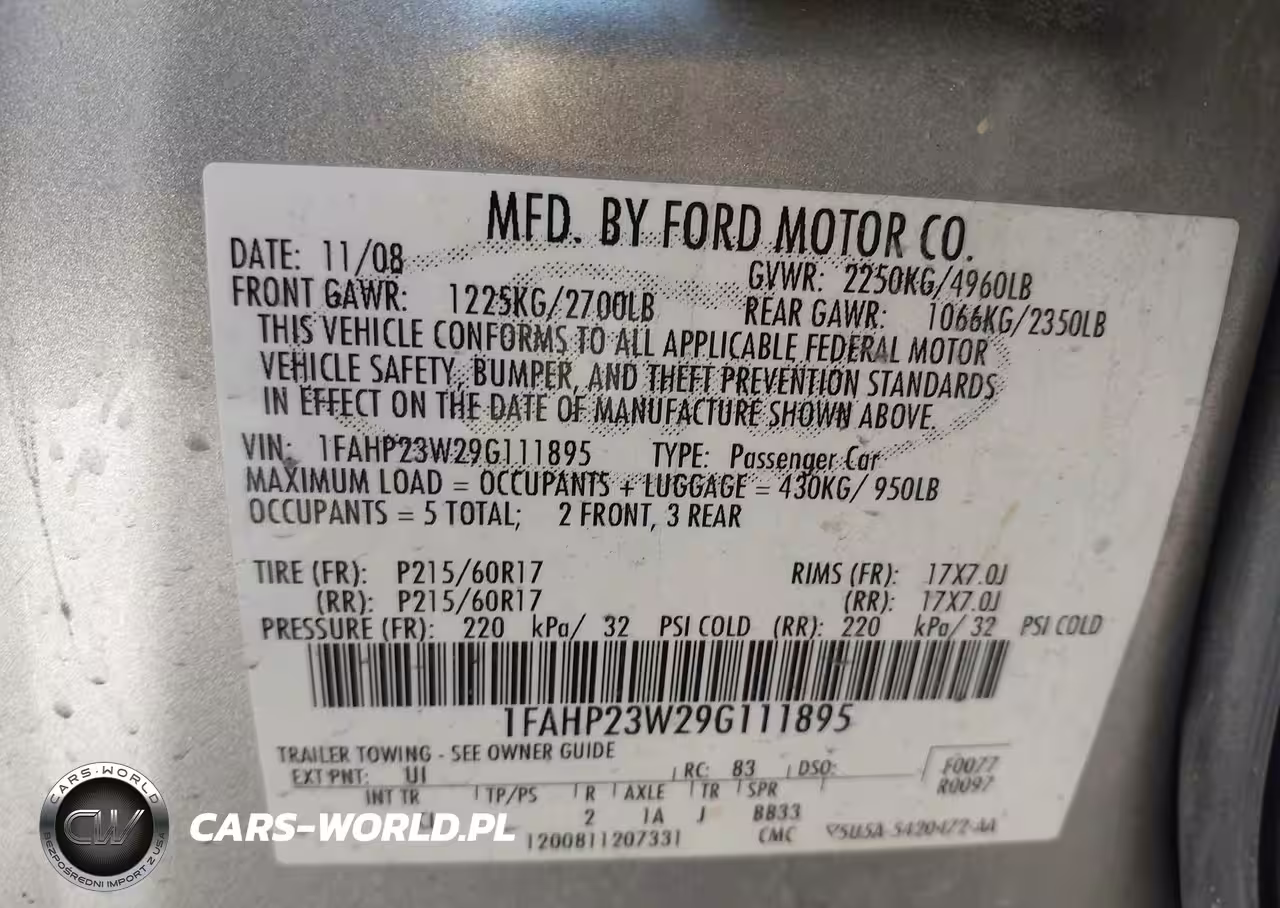 MFD. BY FORD MOTOR CO.
DATE: 11/08 GVWR: 2250KG/4960LB
FRONT GAWR: 1225KG/2700LB REAR GAWR: 1066KG/2350LB
THIS VEHICLE CONFORMS TO ALL APPLICABLE FEDERAL MOTOR
VEHICLE SAFETY, BUMPER, AND THEFT PREVENTION STANDARDS
IN EFFECT ON THE DATE OF MANUFACTURE SHOWN ABOVE.
VIN: 1FAHP23W29G111895 TYPE: Passenger Car
MAXIMUM LOAD = OCCUPANTS + LUGGAGE = 430KG/ 950LB
OCCUPANTS = 5 TOTAL; 2 FRONT, 3 REAR
TIRE (FR): P215/60R17 RIMS (FR): 17X7.0J
(RR): P215/60R17 (RR): 17X7.0J
PRESSURE (FR): 220 kPa/ 32 PSI COLD (RR): 220 kPa/ 32 PSI COLD
1FAHP23W29G111895
TRAILER TOWING - SEE OWNER GUIDE
EXT PNT: UI RC: 83 DSO: F0077
R0097
INT TR TP/PS R AXLE TR SPR
2 1A J BB33
1200811207331 CMC
CARS-WORLD
CW
BEZPOŚREDNI IMPORT Z USA
CARS-WORLD.PL